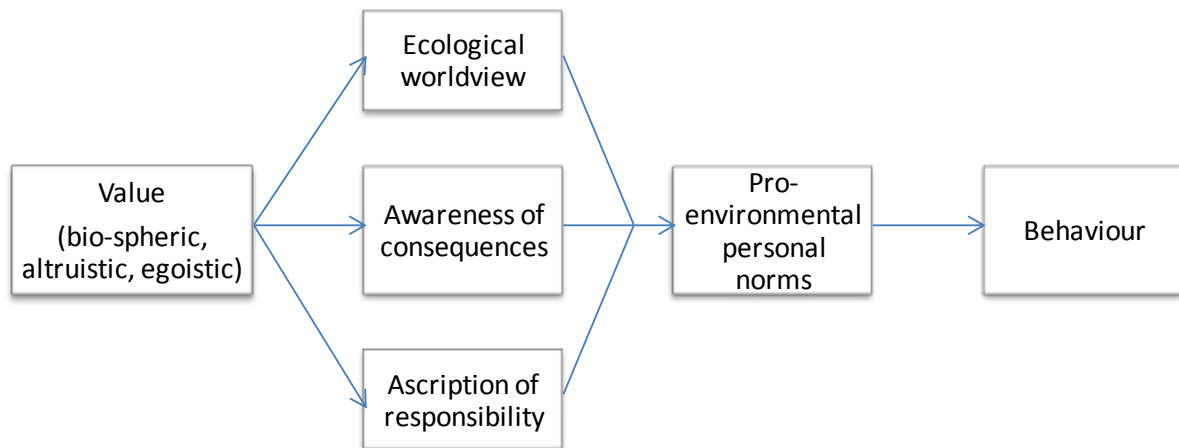 Ecological
worldview
Value
(bio-spheric,
altruistic, egoistic)
Awareness of
consequences
Pro-
environmental
personal
norms
Behaviour
Ascription of
responsibility